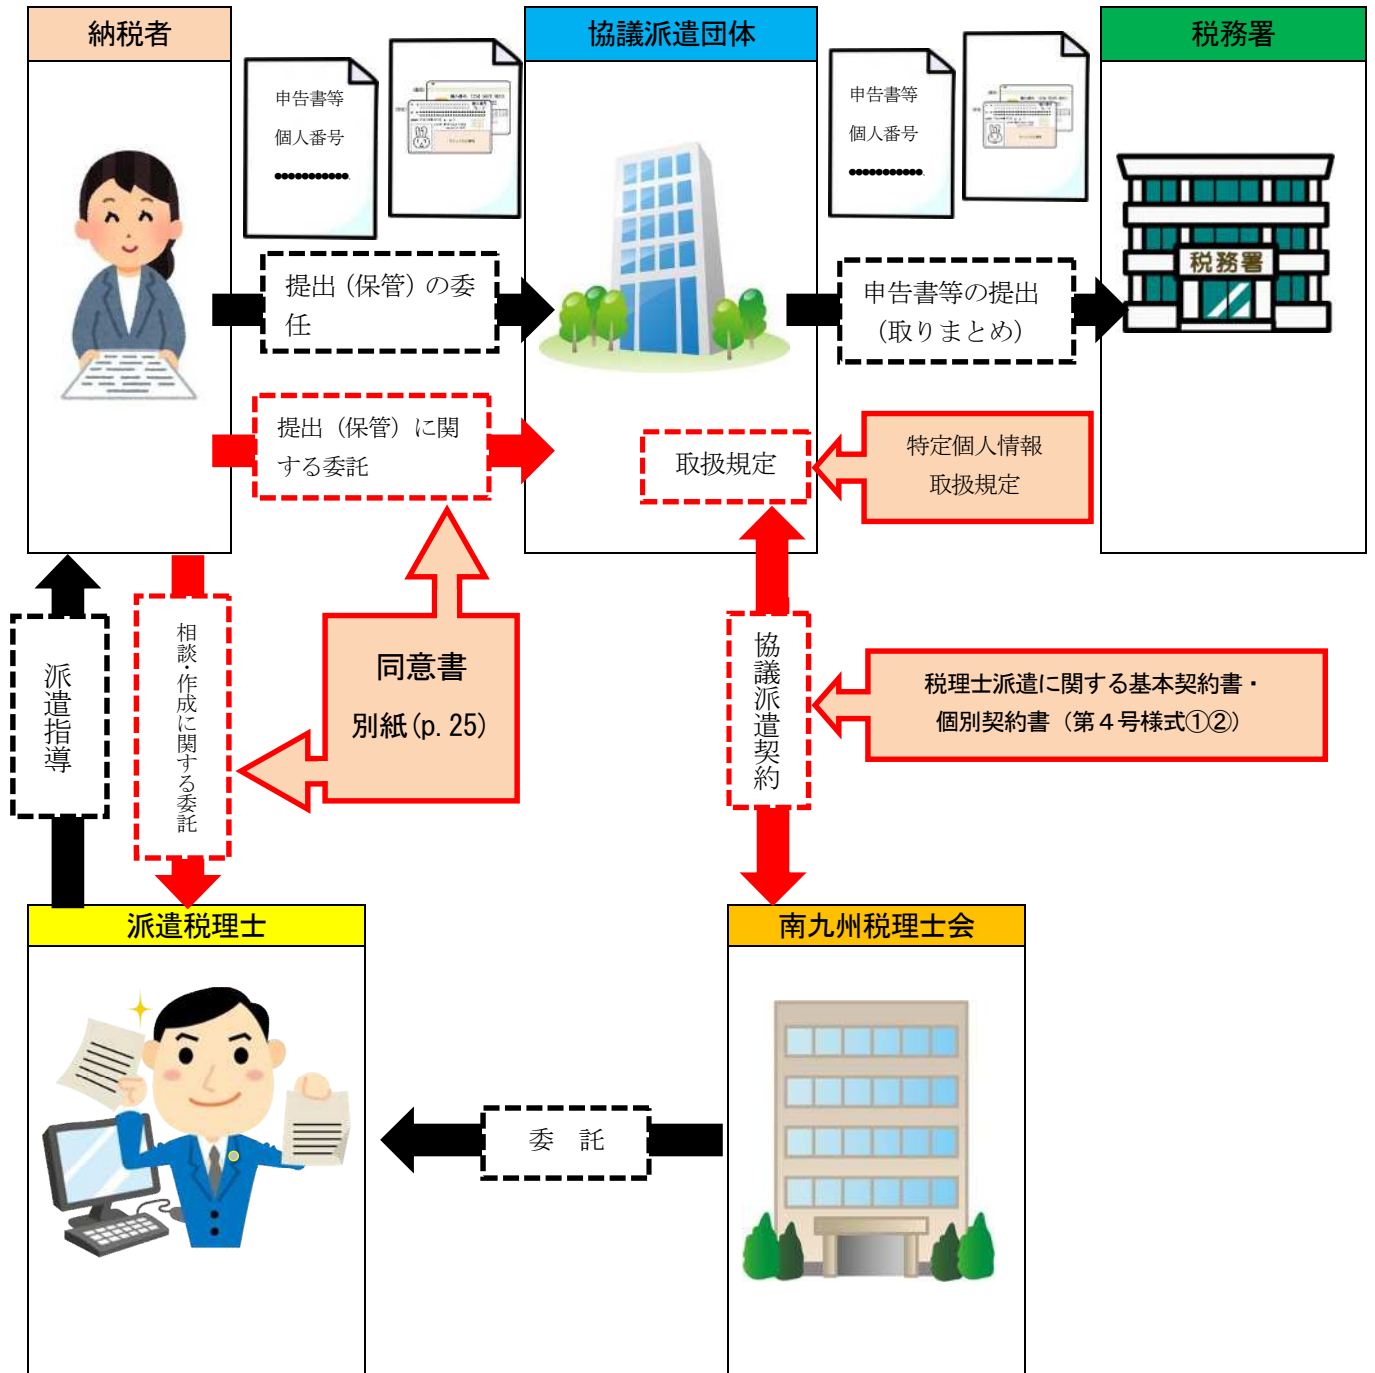 納税者
協議派遣団体
税務署
申告書等
個人番号
●●●●●●●●●●●.
申告書等
個人番号
●●●●●●●●●●●.
税務署
提出（保管）の委
任
申告書等の提出
（取りまとめ）
提出（保管）に関
する委託
取扱規定
特定個人情報
取扱規定
派遣指導
相談・作成に関する委託
同意書
別紙(p.25)
協議派遣契約
税理士派遣に関する基本契約書・
個別契約書（第４号様式①②）
派遣税理士
南九州税理士会
委　託